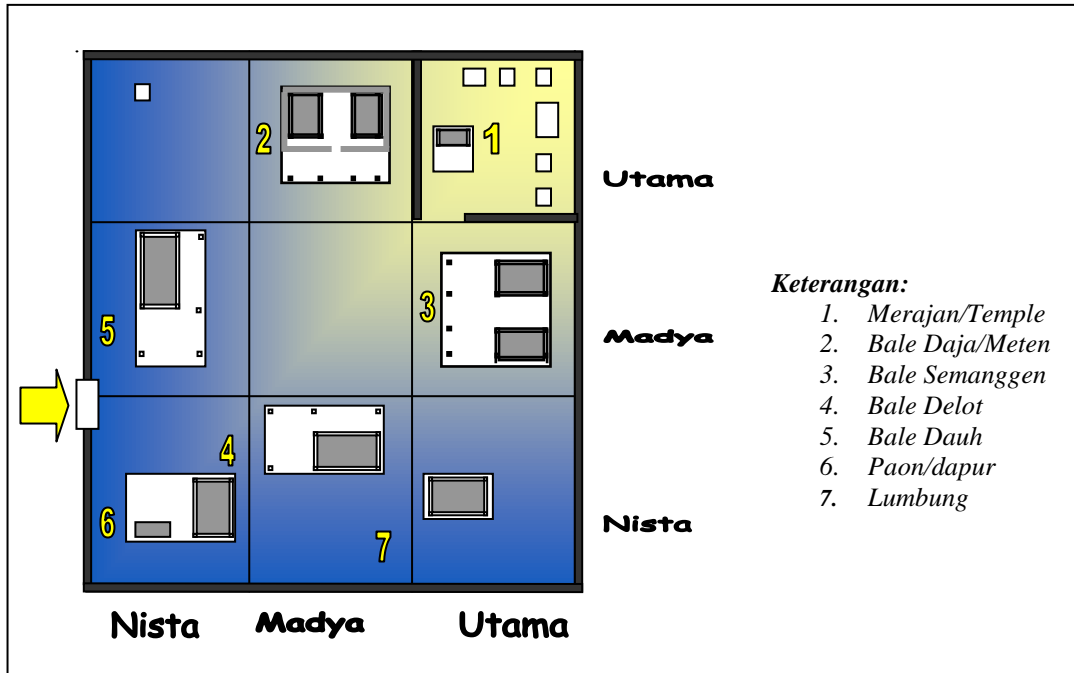 2
1
Utama
3
5
Madya
Keterangan:
1. Merajan/Temple
2. Bale Daja/Meten
3. Bale Semanggen
4. Bale Delot
5. Bale Dauh
6. Paon/dapur
7. Lumbung
4
6
7
Nista
Nista Madya Utama